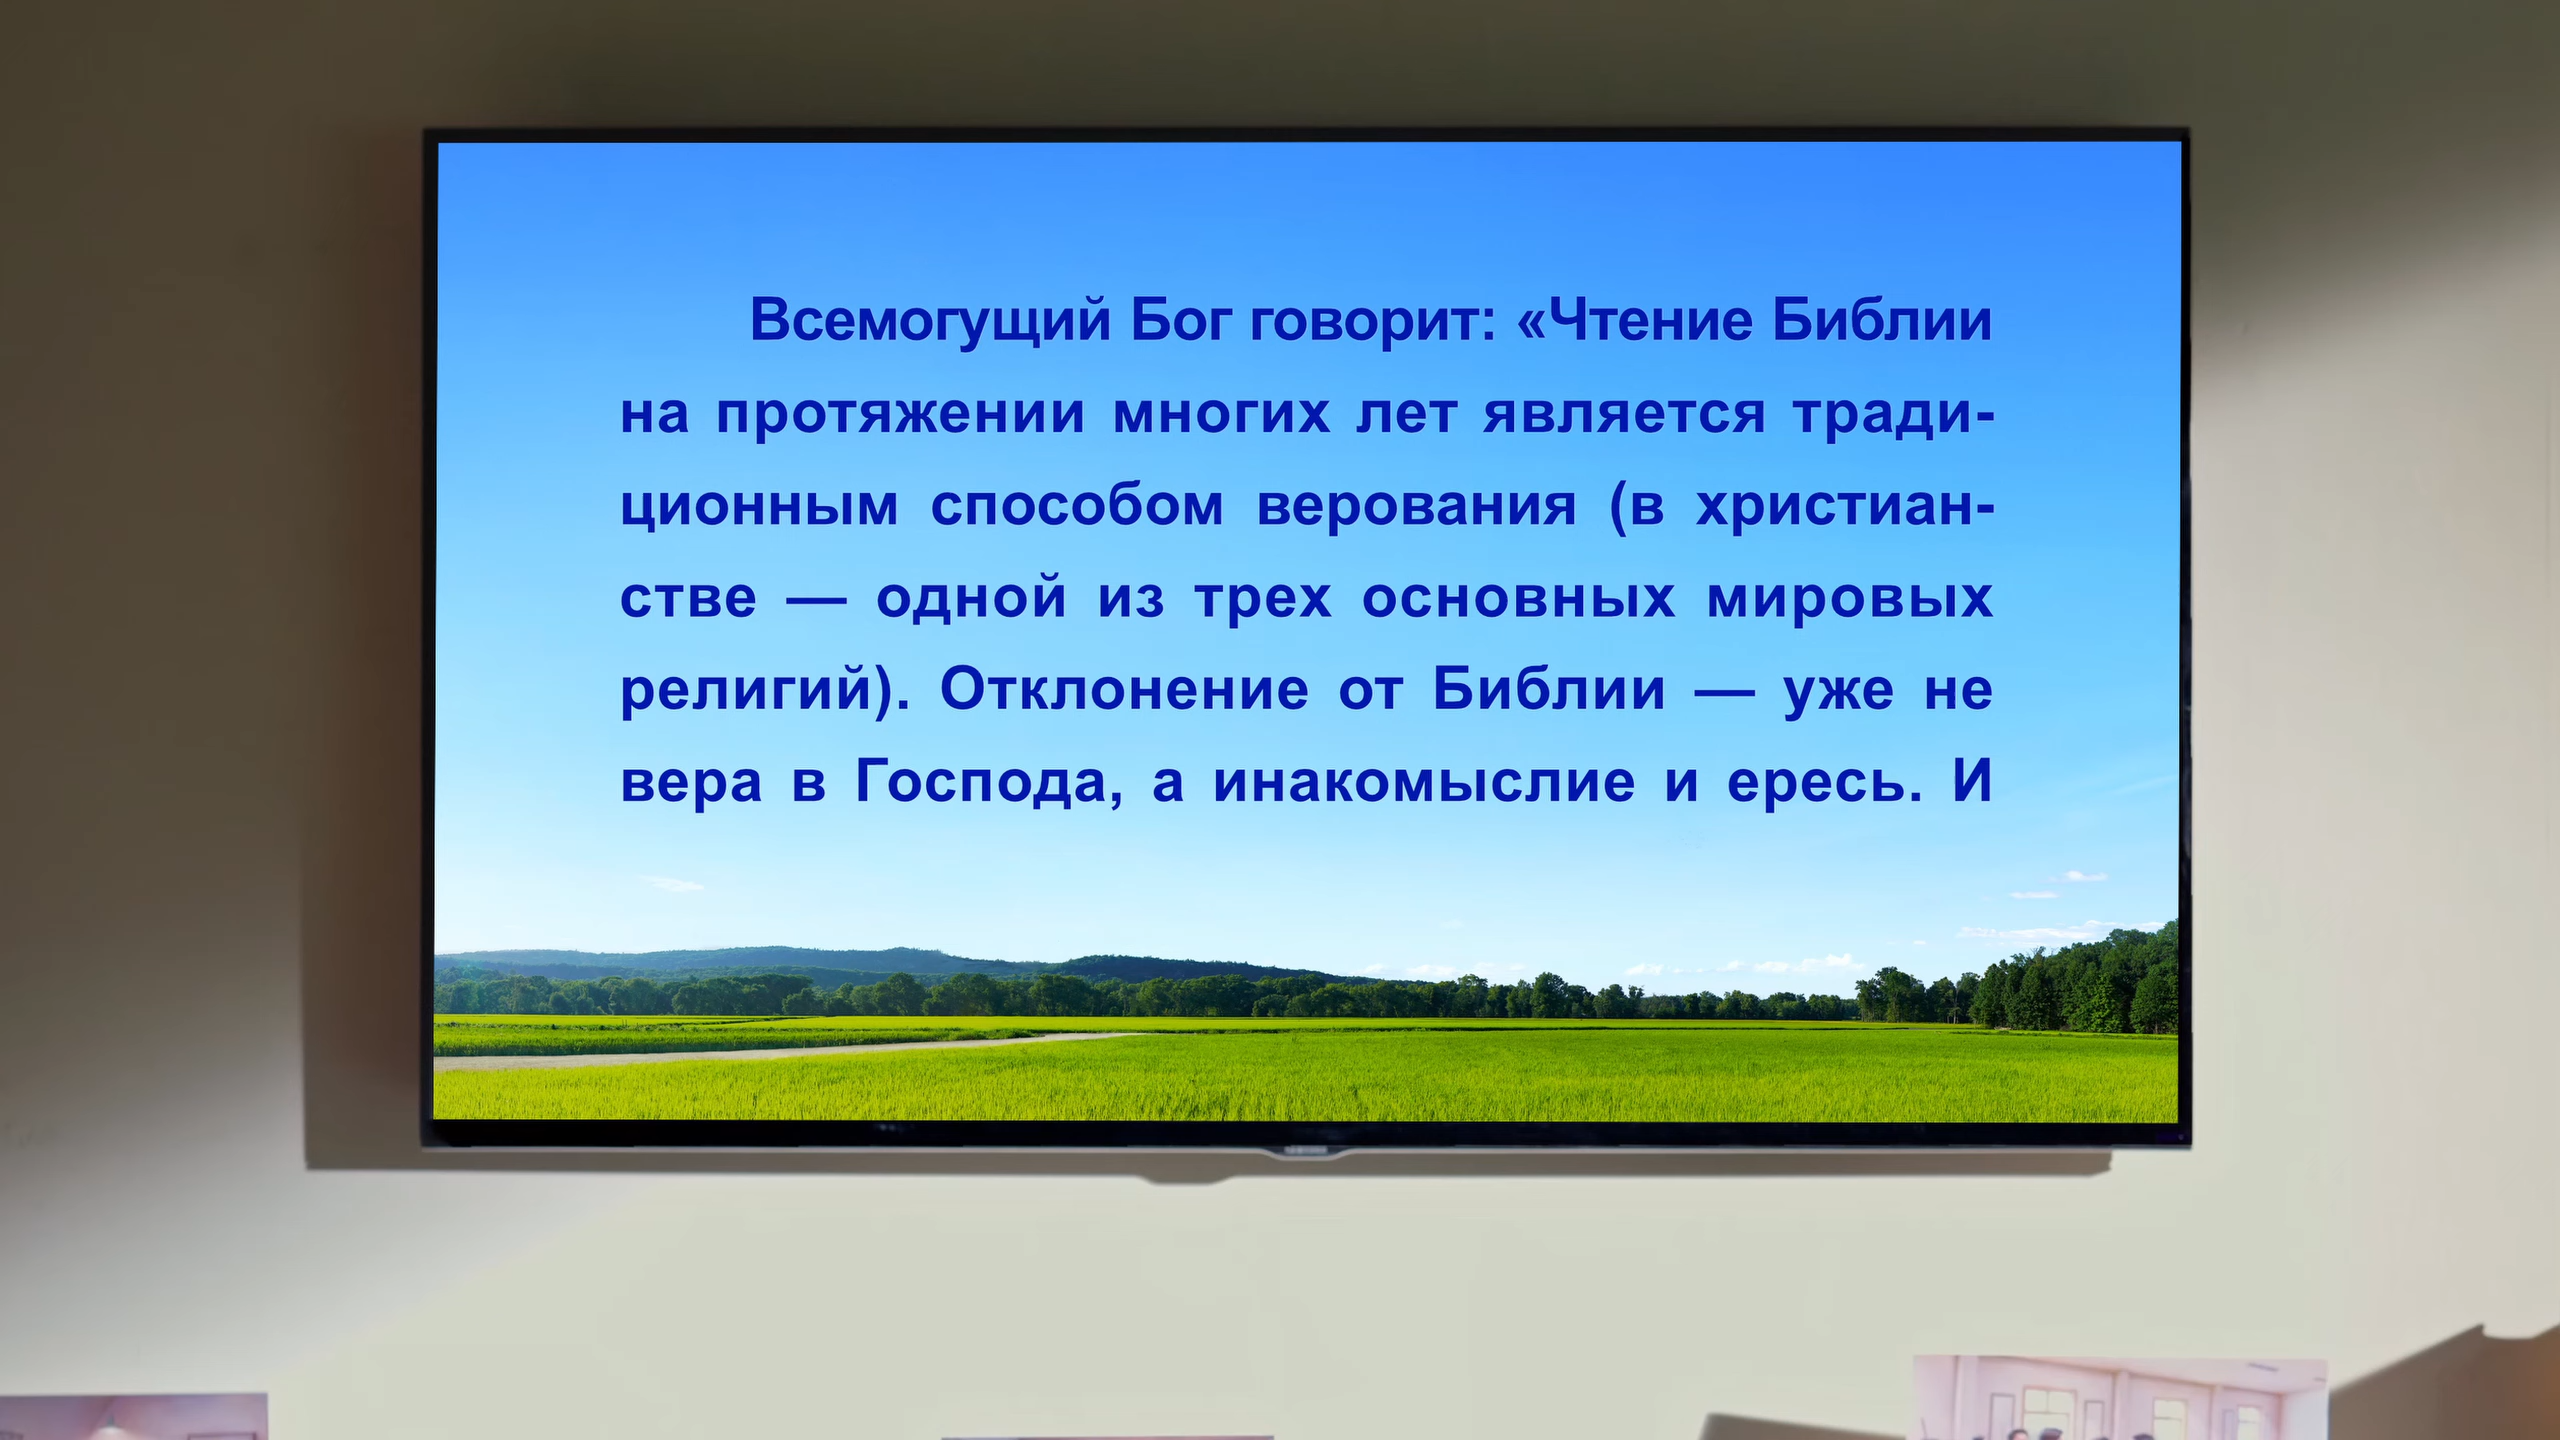 Всемогущий Бог говорит: «Чтение Библии
на протяжении многих лет является тради-
ционным способом верования (в христиан-
стве — одной из трех основных мировых
религий). Отклонение от Библии — уже не
вера в Господа, а инакомыслие и ересь. И